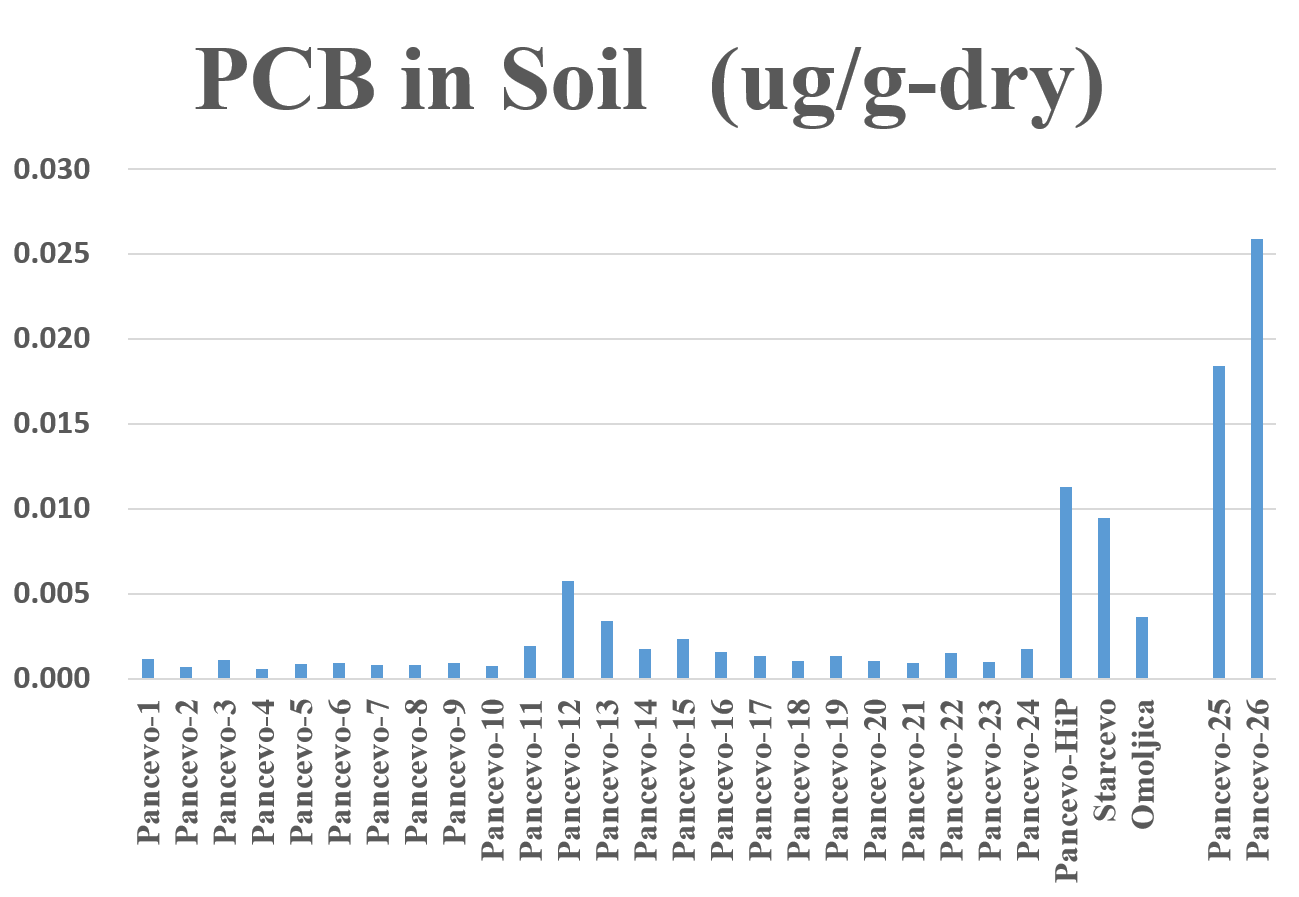 PCB in Soil (ug/g-dry)
0.030
0.025
0.020
0.015
0.010
0.005
0.000
Pancevo-1
Pancevo-2
Pancevo-3
Pancevo-4
Pancevo-5
Pancevo-6
Pancevo-7
Pancevo-8
Pancevo-9
Pancevo-10
Pancevo-11
Pancevo-12
Pancevo-13
Pancevo-14
Pancevo-15
Pancevo-16
Pancevo-17
Pancevo-18
Pancevo-19
Pancevo-20
Pancevo-21
Pancevo-22
Pancevo-23
Pancevo-24
Pancevo-HiP
Starcevo
Omoljica
Pancevo-25
Pancevo-26